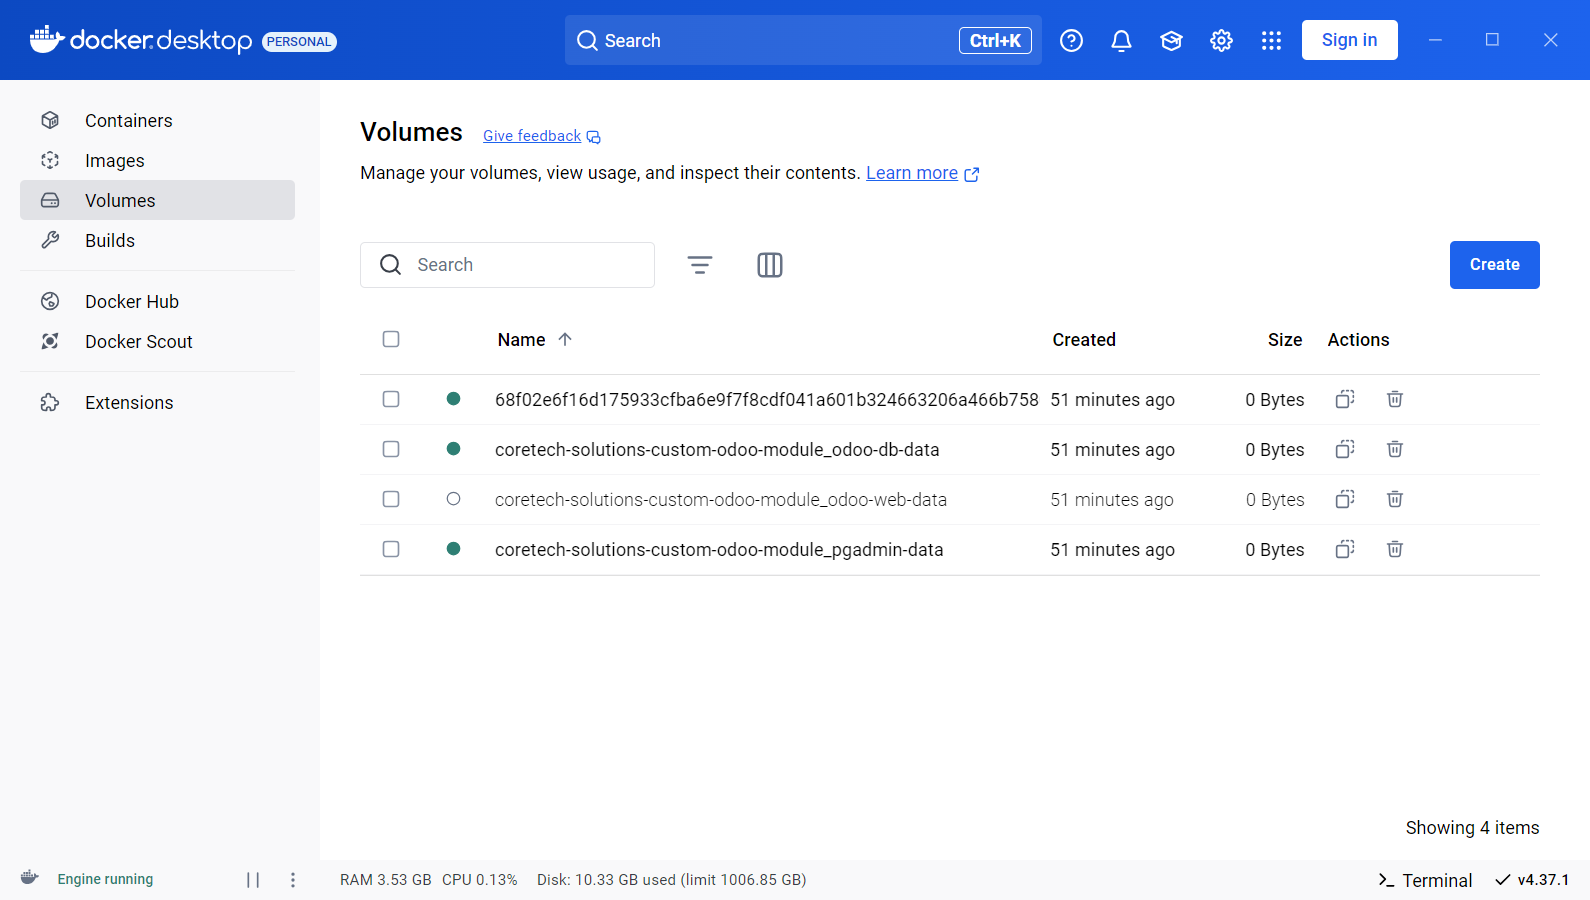 docker.desktop PERSONAL
Search Ctrl+K
Sign in
Containers
Images
Volumes
Builds
Docker Hub
Docker Scout
Extensions
Volumes Give feedback
Manage your volumes, view usage, and inspect their contents. Learn more
Search
Create
Name Created Size Actions
68f02e6f16d175933cfba6e9f7f8cdf041a601b324663206a466b758 51 minutes ago 0 Bytes
coretech-solutions-custom-odoo-module_odoo-db-data 51 minutes ago 0 Bytes
coretech-solutions-custom-odoo-module_odoo-web-data 51 minutes ago 0 Bytes
coretech-solutions-custom-odoo-module_pgadmin-data 51 minutes ago 0 Bytes
Showing 4 items
Engine running
RAM 3.53 GB CPU 0.13% Disk: 10.33 GB used (limit 1006.85 GB)
Terminal v4.37.1